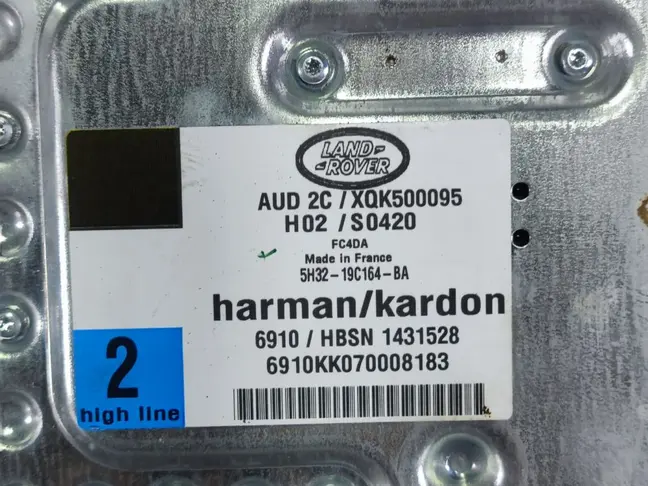 LAND-
-ROVER
AUD 2C / XQK500095
H02 / S0420
FC4DA
Made in France
5H32-19C164-BA
harman/kardon
6910 / HBSN 1431528
6910KK070008183
2
high line